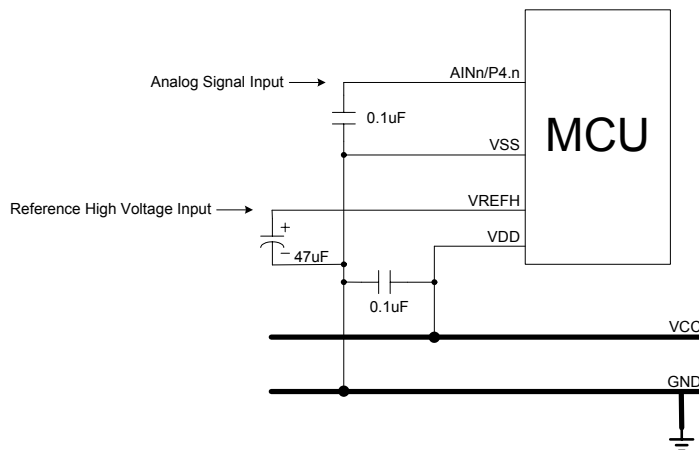 AINn/P4.n
Analog Signal Input
0.1uF
MCU
VSS
Reference High Voltage Input
VREFH
+
VDD
−
47uF
0.1uF
VCC
GND